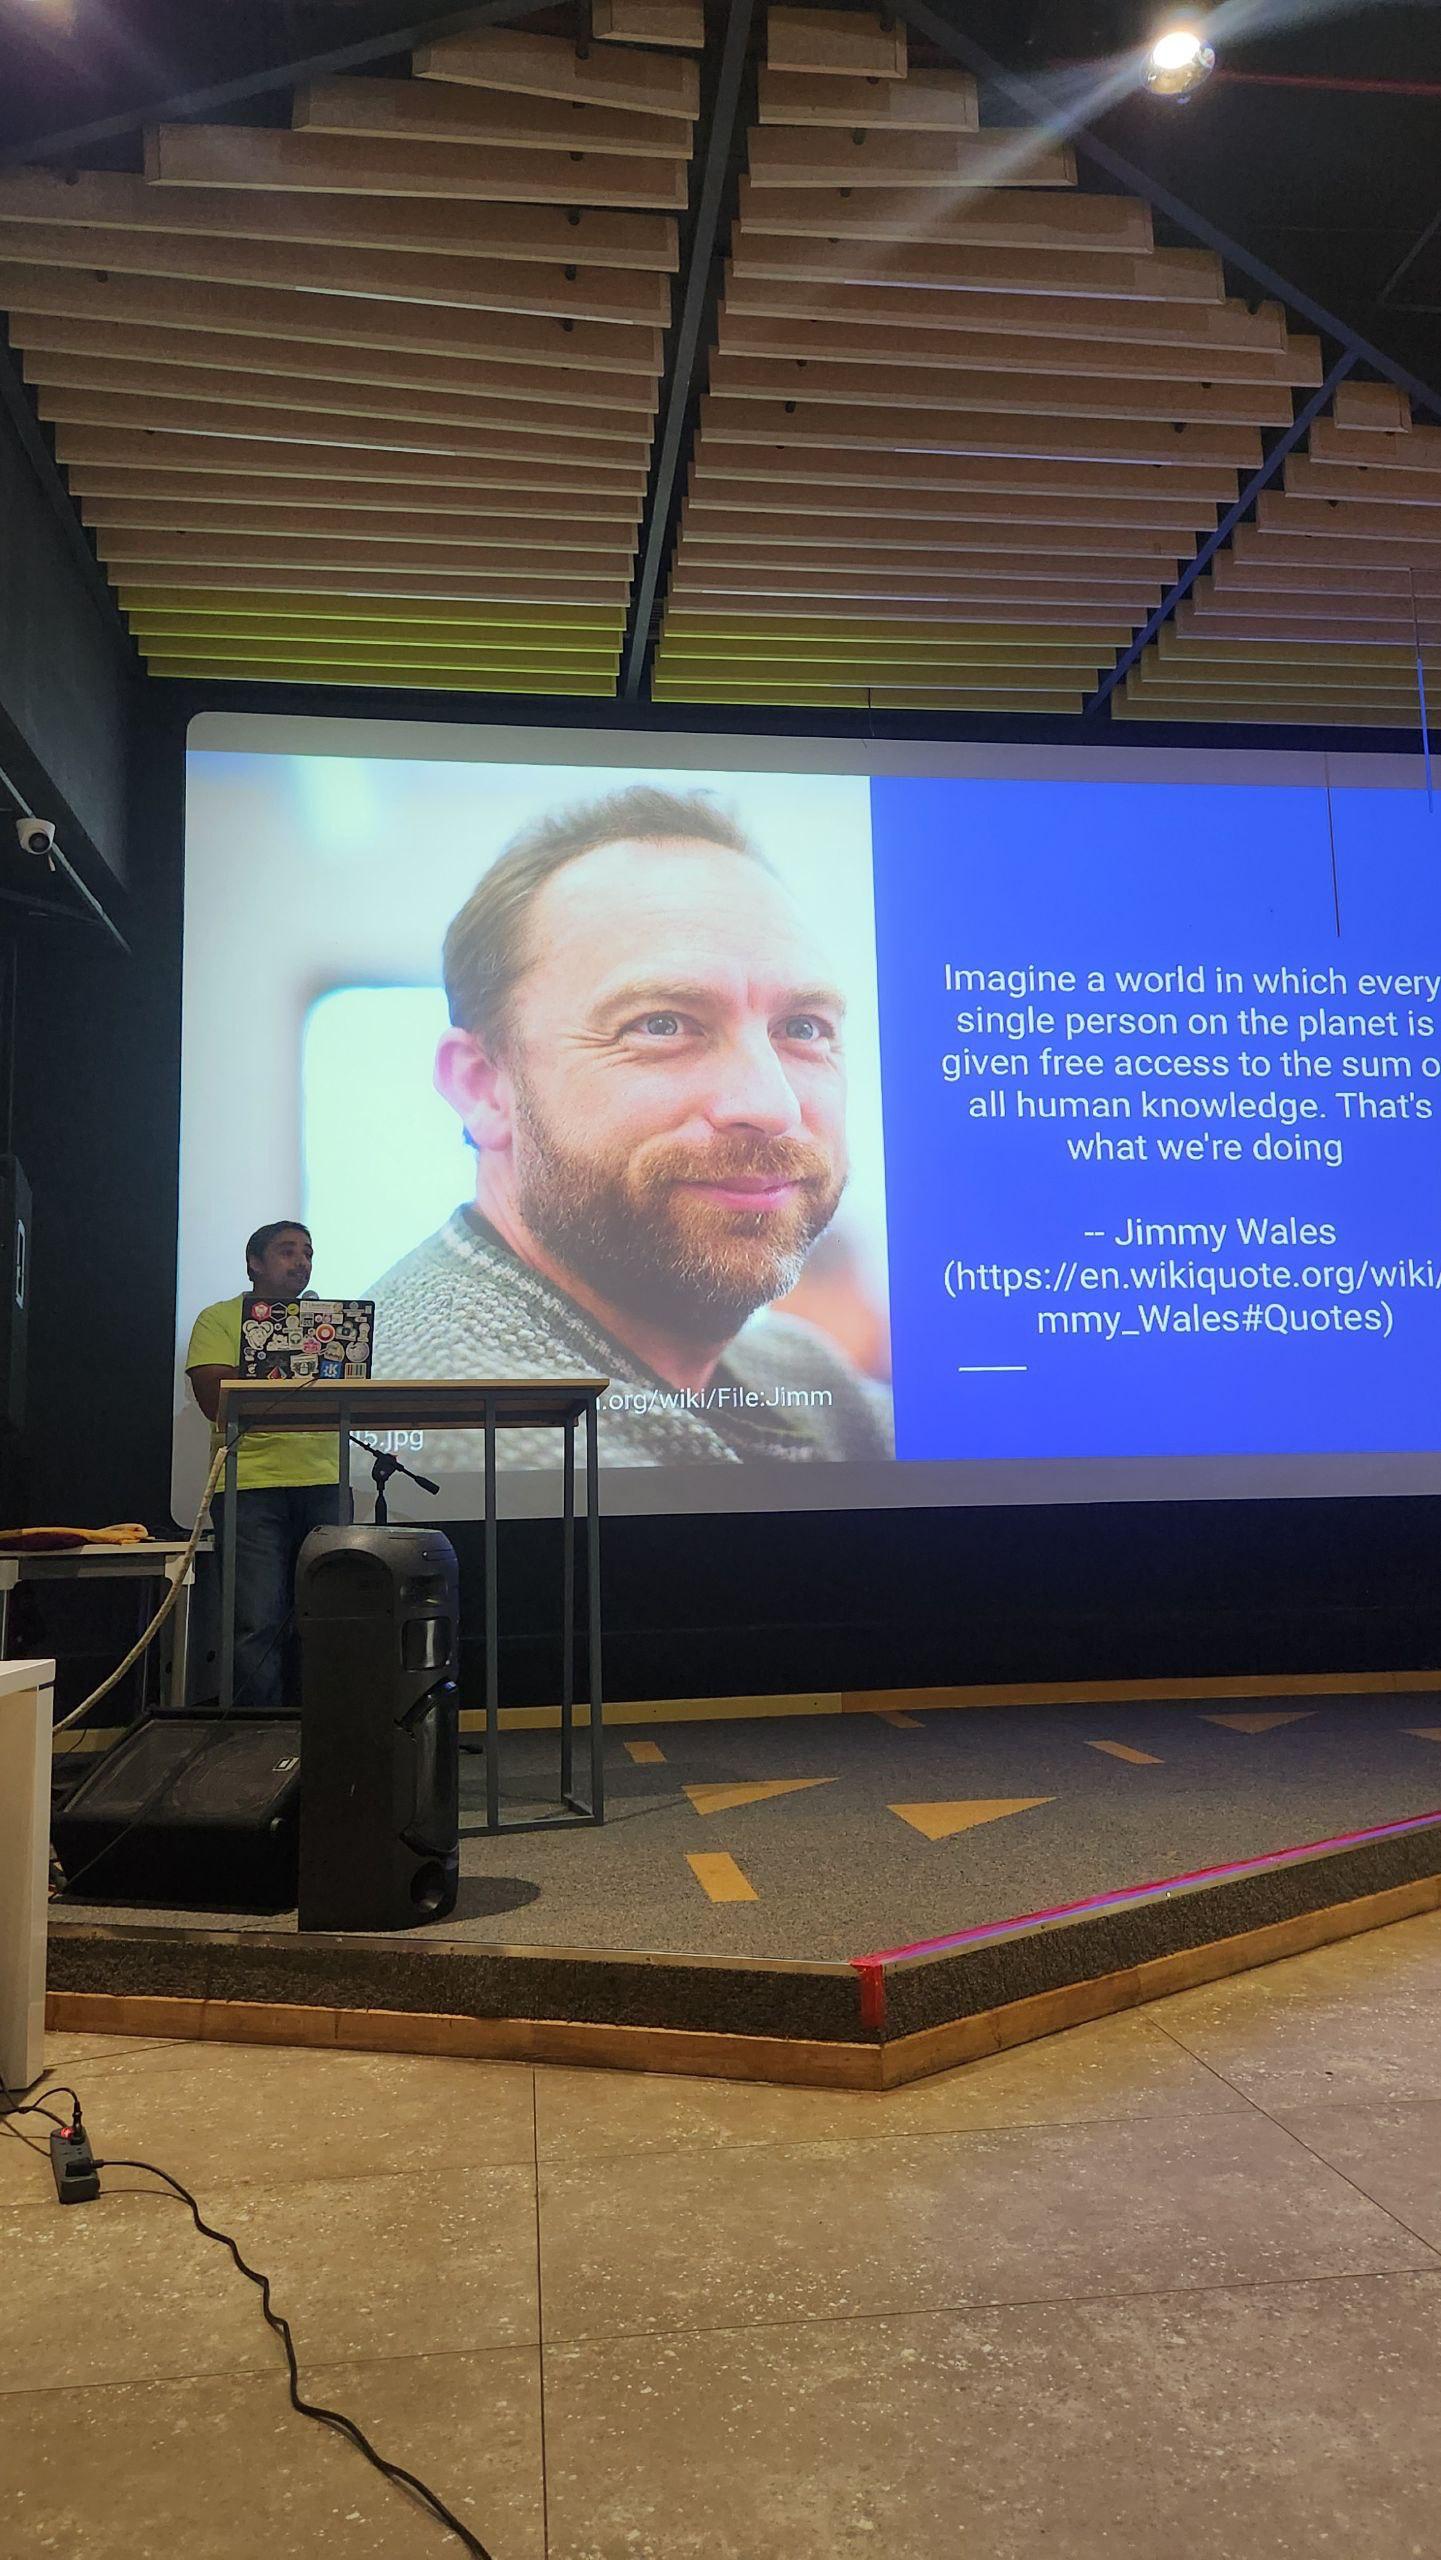 Imagine a world in which every
single person on the planet is
given free access to the sum o
all human knowledge. That's
what we're doing
-- Jimmy Wales
(https://en.wikiquote.org/wiki/
mmy_Wales#Quotes)
.org/wiki/File:Jimm
15.jpg